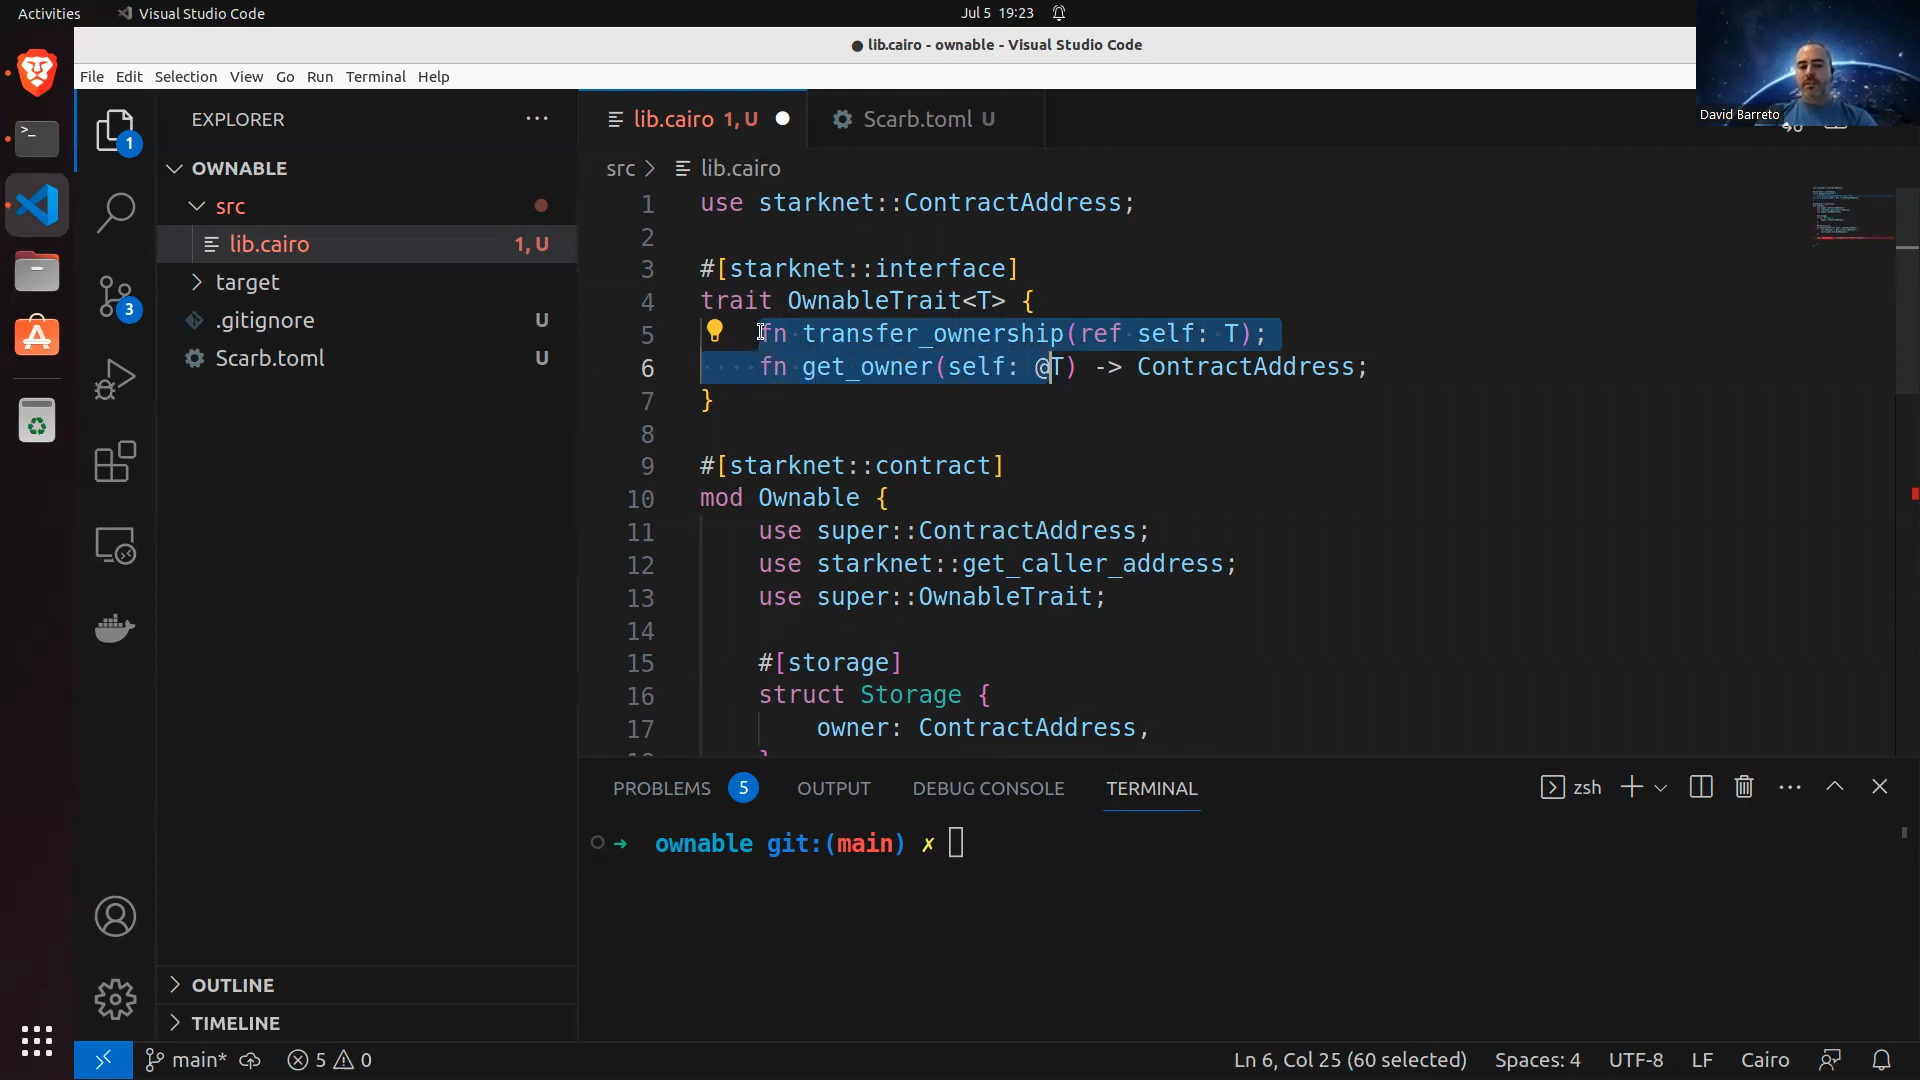 Activities
Visual Studio Code
Jul 5 19:23
● lib.cairo - ownable - Visual Studio Code
File Edit Selection View Go Run Terminal Help
David Barreto
EXPLORER
OWNABLE
src
lib.cairo 1, U
target
.gitignore U
Scarb.toml U
OUTLINE
TIMELINE
1
3
lib.cairo 1, U
Scarb.toml U
src > lib.cairo
1 use starknet::ContractAddress;
2
3 #[starknet::interface]
4 trait OwnableTrait<T> {
5 fn transfer_ownership(ref self: T);
6 fn get_owner(self: @T) -> ContractAddress;
7 }
8
9 #[starknet::contract]
10 mod Ownable {
11 use super::ContractAddress;
12 use starknet::get_caller_address;
13 use super::OwnableTrait;
14
15 #[storage]
16 struct Storage {
17 owner: ContractAddress,
PROBLEMS 5 OUTPUT DEBUG CONSOLE TERMINAL
zsh
➜ ownable git:(main) ✗
main* 5 0
Ln 6, Col 25 (60 selected) Spaces: 4 UTF-8 LF Cairo